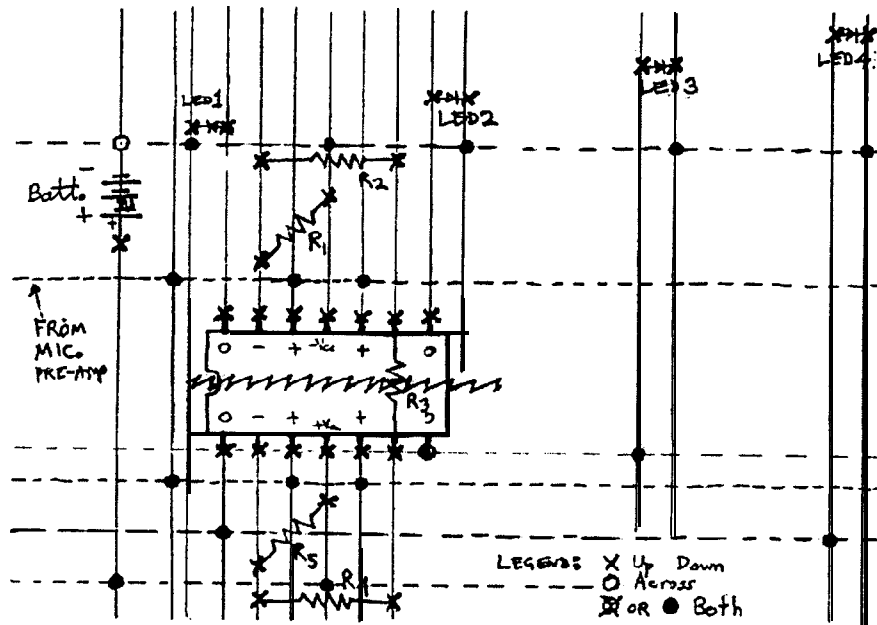 LED1
LED2
LED3
LED4
-
Batt.
+
R2
R1
FROM
MIC.
PRE-AMP
O - + -Vcc + O
R3
O - + + O
R5
R4
LEGEND: X Up Down
O Across
OR ● Both